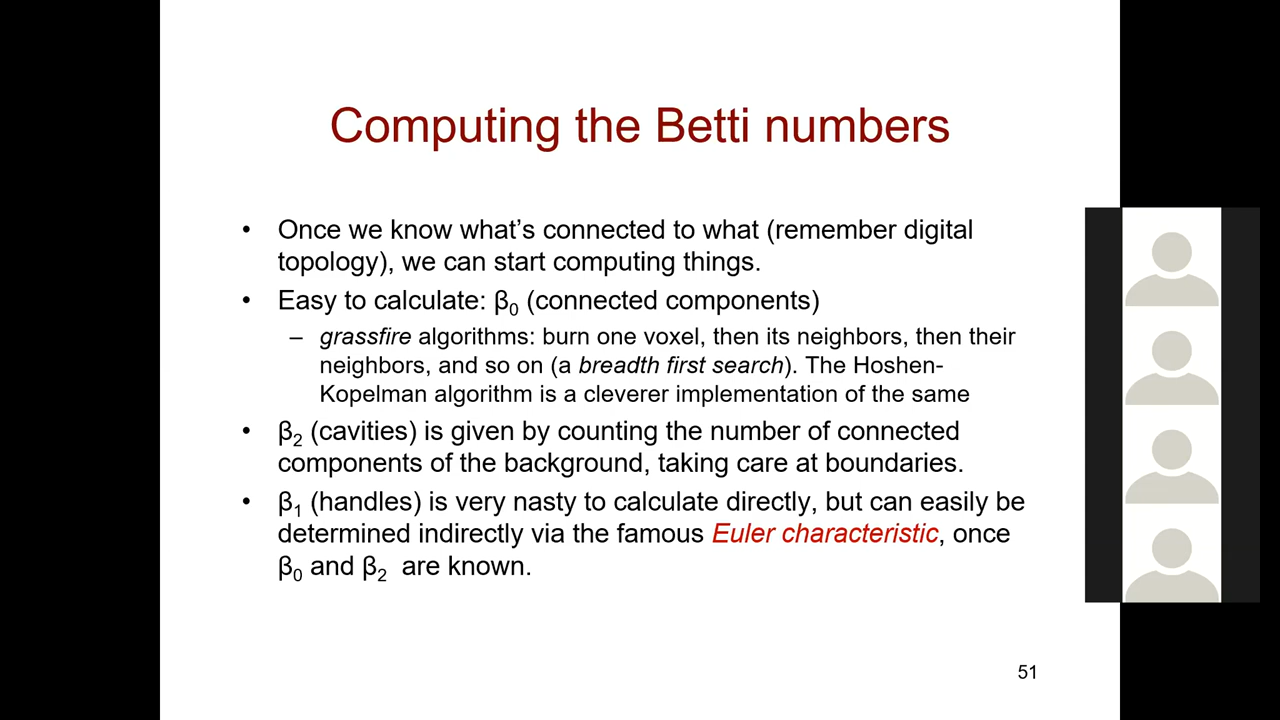 Computing the Betti numbers
• Once we know what’s connected to what (remember digital
topology), we can start computing things.
• Easy to calculate: β0 (connected components)
– grassfire algorithms: burn one voxel, then its neighbors, then their
neighbors, and so on (a breadth first search). The Hoshen-
Kopelman algorithm is a cleverer implementation of the same
• β2 (cavities) is given by counting the number of connected
components of the background, taking care at boundaries.
• β1 (handles) is very nasty to calculate directly, but can easily be
determined indirectly via the famous Euler characteristic, once
β0 and β2 are known.
51